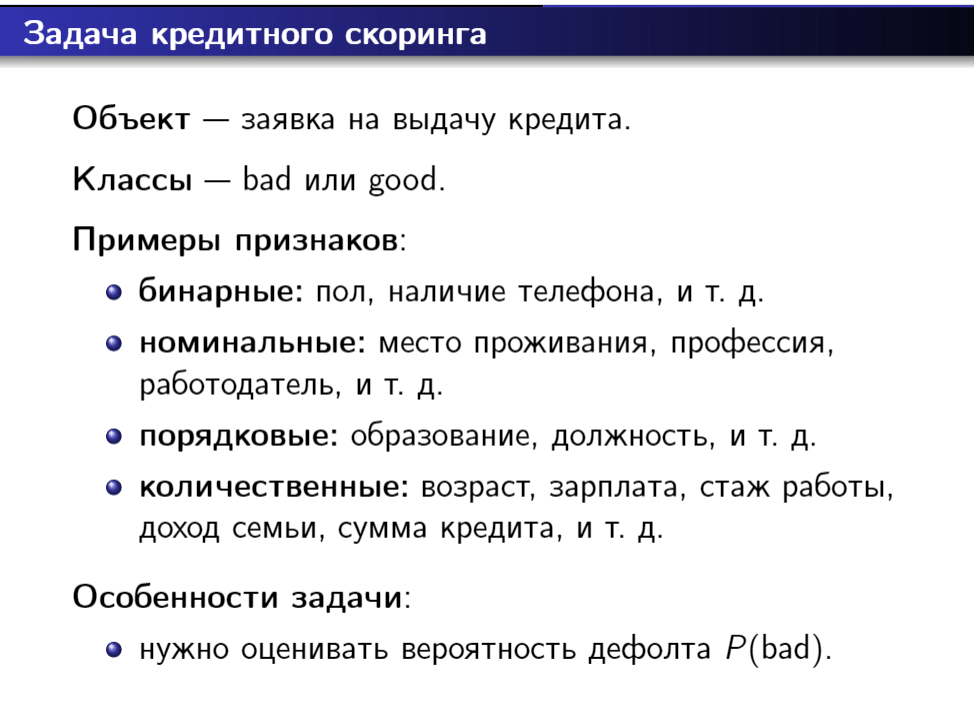 Задача кредитного скоринга
Объект — заявка на выдачу кредита.
Классы — bad или good.
Примеры признаков:
бинарные: пол, наличие телефона, и т. д.
номинальные: место проживания, профессия,
работодатель, и т. д.
порядковые: образование, должность, и т. д.
количественные: возраст, зарплата, стаж работы,
доход семьи, сумма кредита, и т. д.
Особенности задачи:
нужно оценивать вероятность дефолта P(bad).